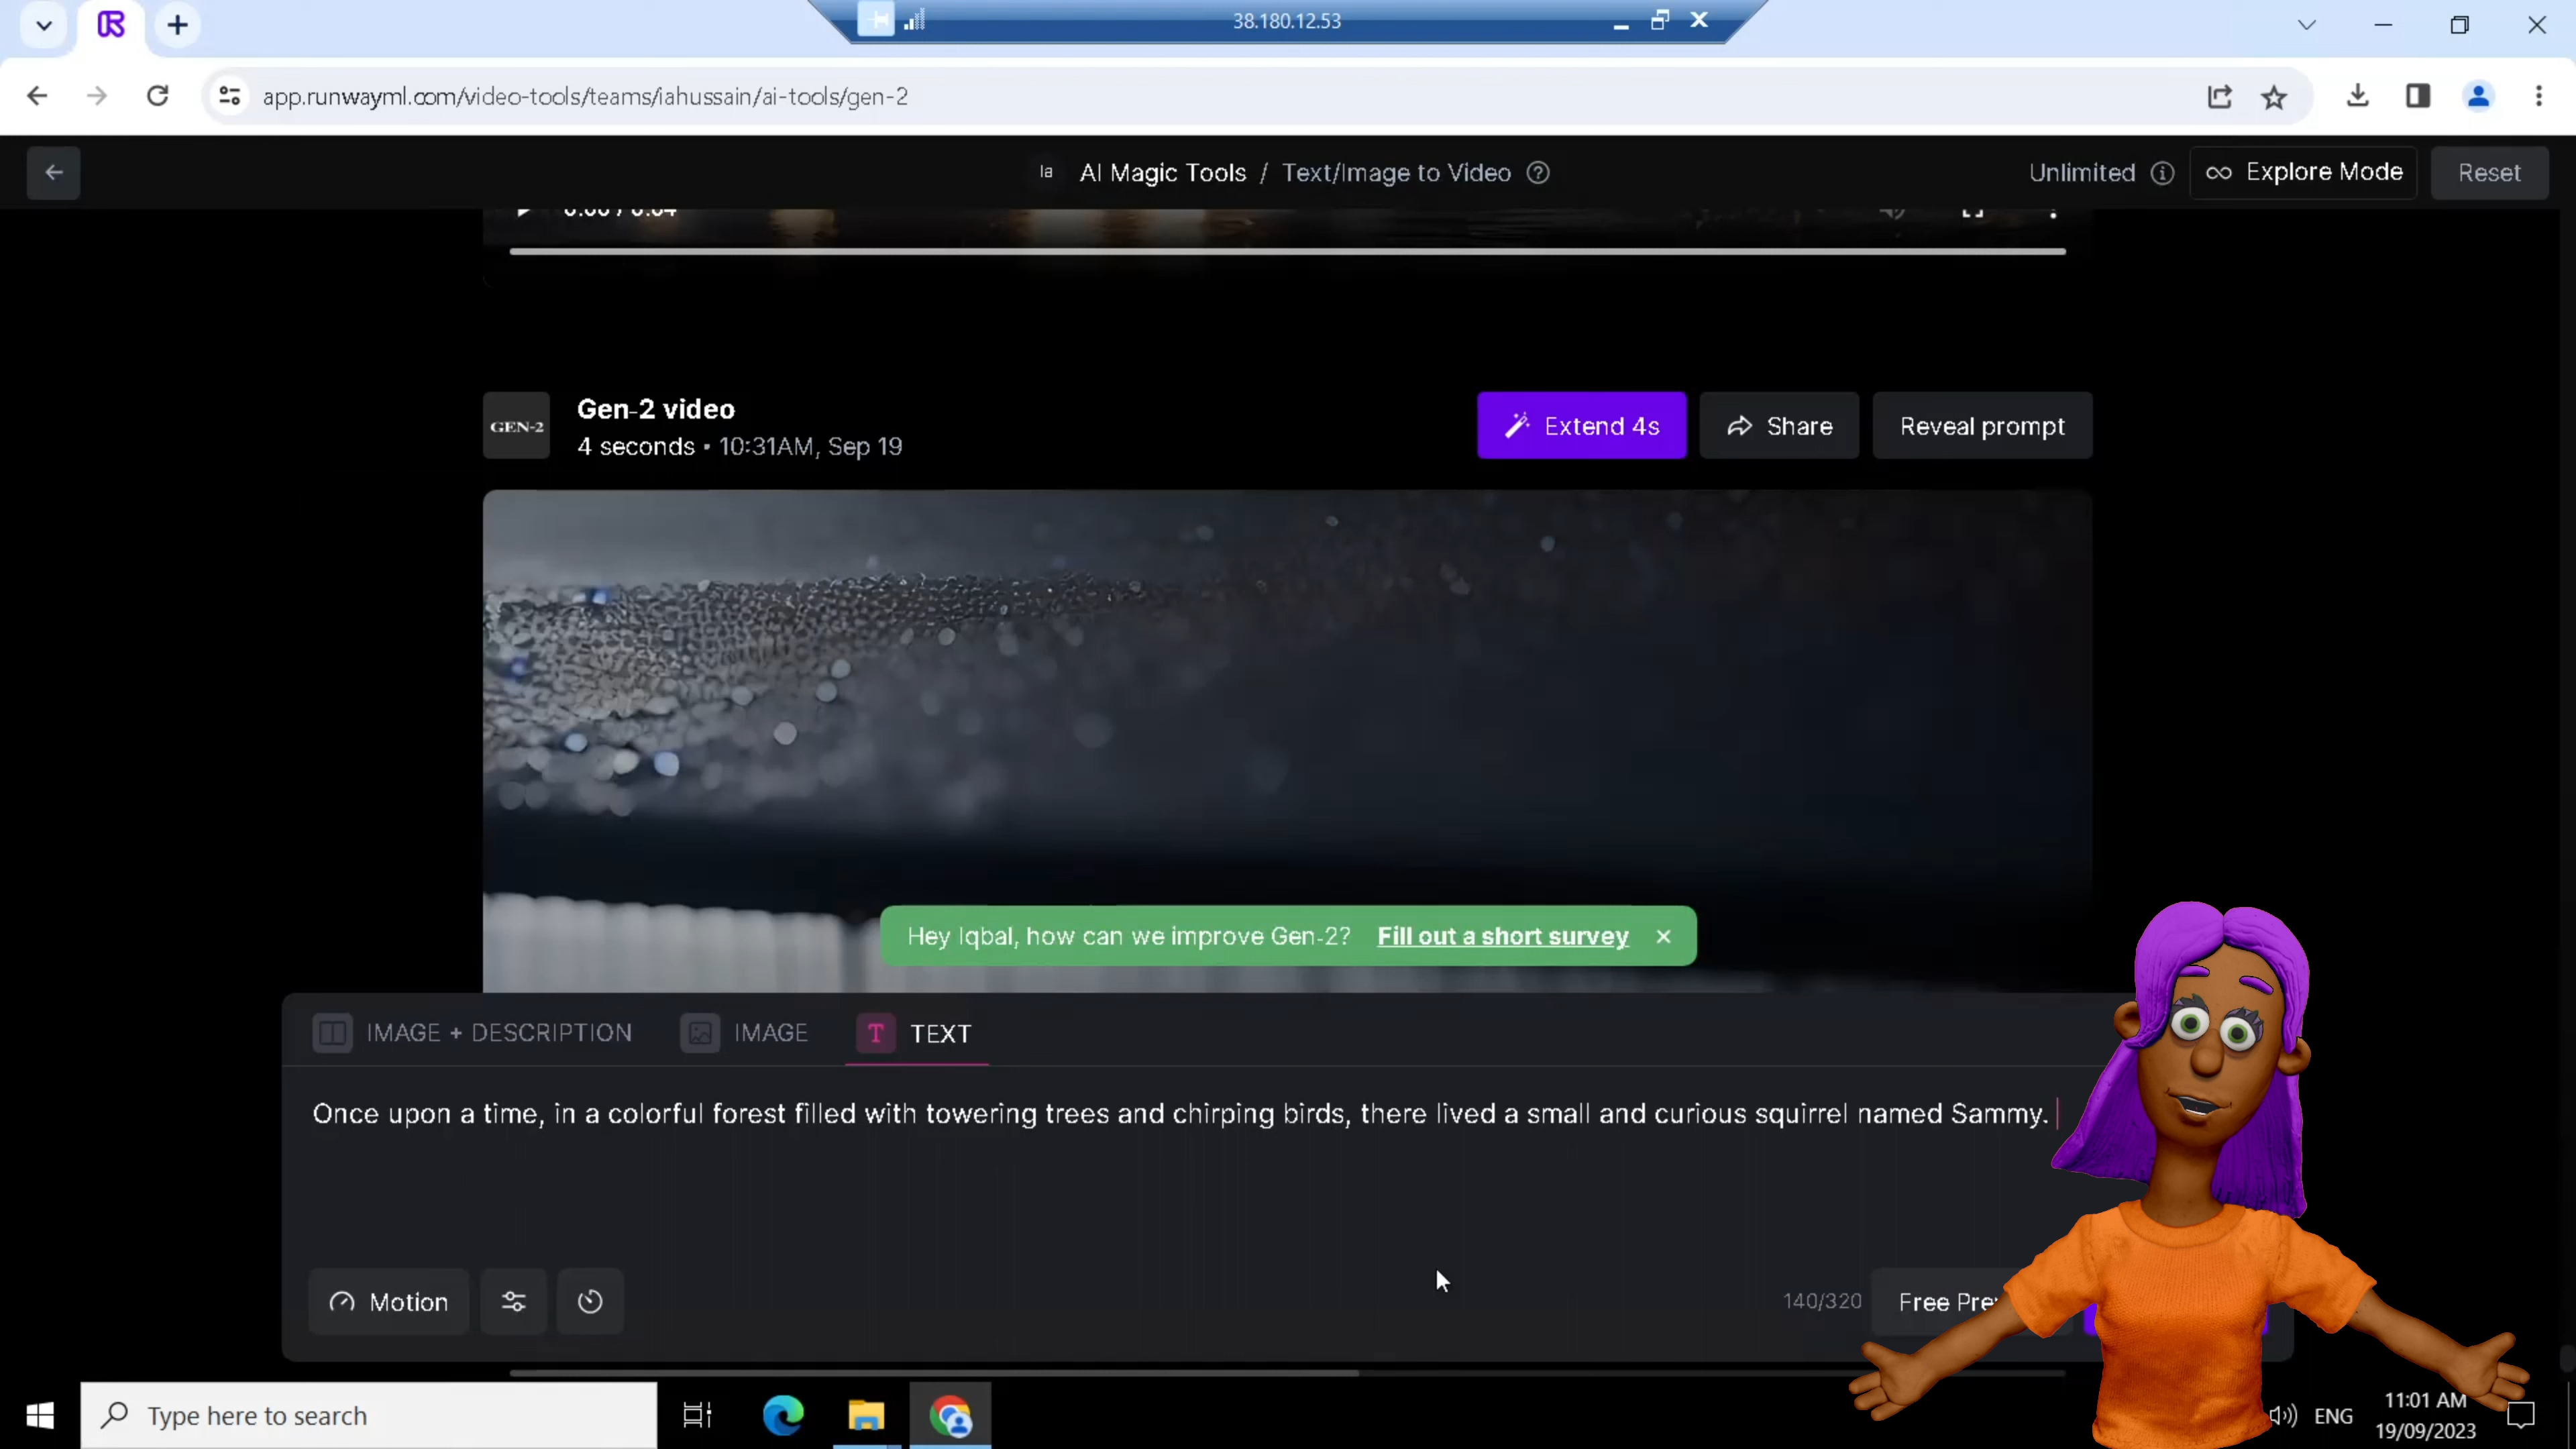 38.180.12.53
app.runwayml.com/video-tools/teams/iahussain/ai-tools/gen-2
Ia AI Magic Tools / Text/Image to Video
Unlimited Explore Mode Reset
GEN-2
Gen-2 video
4 seconds • 10:31AM, Sep 19
Extend 4s Share Reveal prompt
Hey Iqbal, how can we improve Gen-2? Fill out a short survey
IMAGE + DESCRIPTION IMAGE T TEXT
Once upon a time, in a colorful forest filled with towering trees and chirping birds, there lived a small and curious squirrel named Sammy.
Motion 140/320 Free
Type here to search
ENG
11:01 AM
19/09/2023